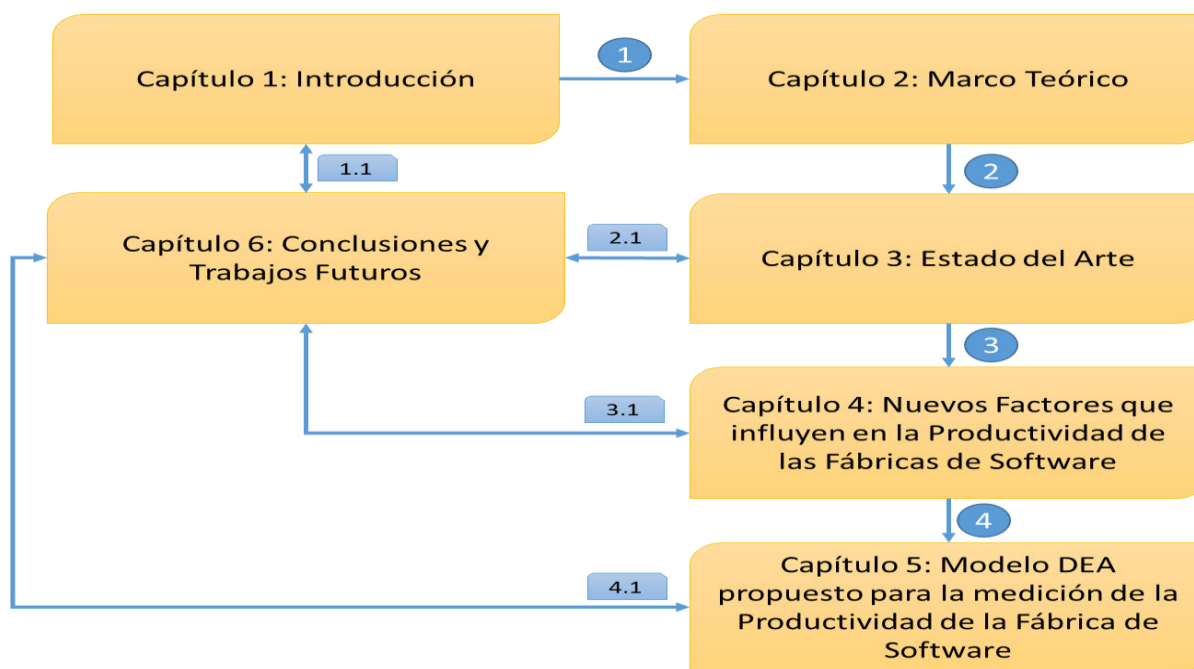 Capítulo 1: Introducción
1
Capítulo 2: Marco Teórico
1.1
2
Capítulo 6: Conclusiones y
Trabajos Futuros
2.1
Capítulo 3: Estado del Arte
3
3.1
Capítulo 4: Nuevos Factores que
influyen en la Productividad de
las Fábricas de Software
4
4.1
Capítulo 5: Modelo DEA
propuesto para la medición de la
Productividad de la Fábrica de
Software